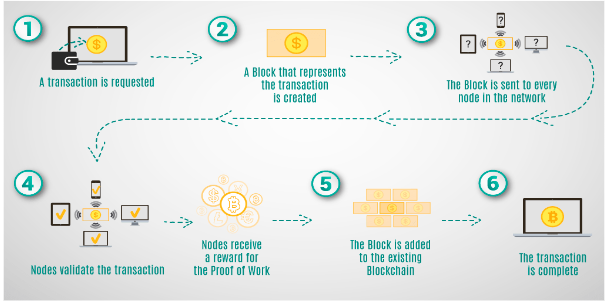 1
A transaction is requested
2
A Block that represents
the transaction
is created
3
The Block is sent to every
node in the network
4
Nodes validate the transaction
Nodes receive
a reward for
the Proof of Work
5
The Block is added
to the existing
Blockchain
6
The transaction
is complete